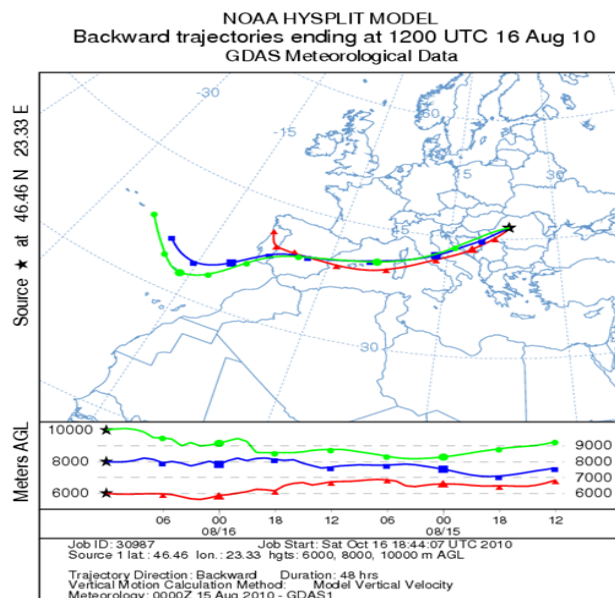 NOAA HYSPLIT MODEL
Backward trajectories ending at 1200 UTC 16 Aug 10
GDAS Meteorological Data
Source ★ at 46.46 N 23.33 E
-30
-15
60
15
30
45
30
Meters AGL
10000
8000
6000
9000
8000
7000
6000
06 00 18 12 06 00 18 12
08/16 08/15
Job ID: 30987 Job Start: Sat Oct 16 18:44:07 UTC 2010
Source 1 lat.: 46.46 lon.: 23.33 hgts: 6000, 8000, 10000 m AGL
Trajectory Direction: Backward Duration: 48 hrs
Vertical Motion Calculation Method: Model Vertical Velocity
Meteorology: 0000Z 15 Aug 2010 - GDAS1